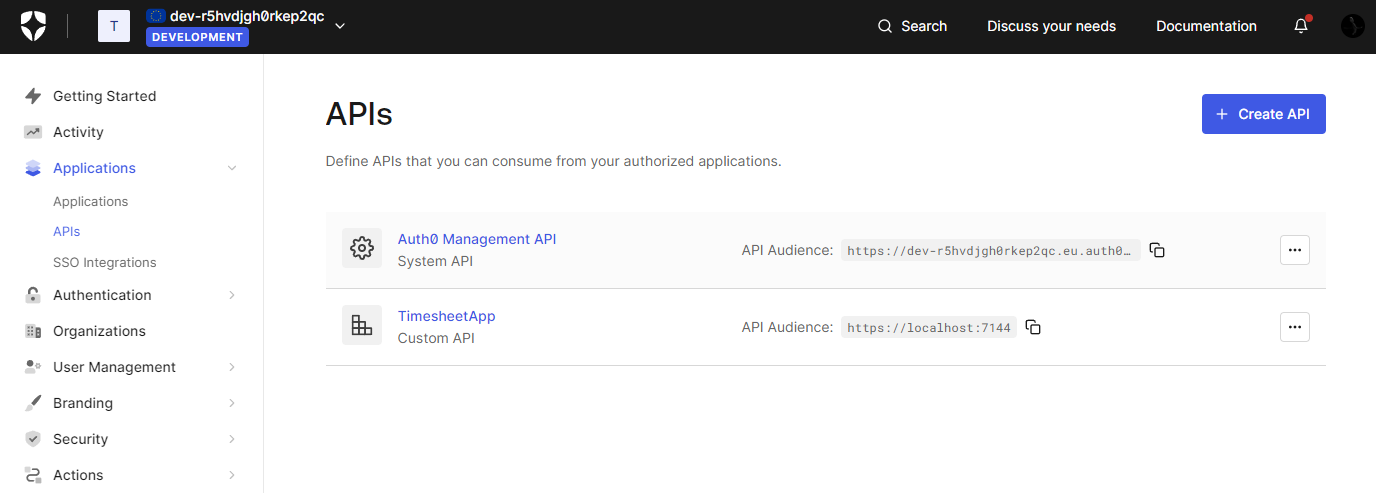 T
dev-r5hvdjgh0rkep2qc
DEVELOPMENT
Search
Discuss your needs
Documentation
Getting Started
Activity
Applications
Applications
APIs
SSO Integrations
Authentication
Organizations
User Management
Branding
Security
Actions
APIs
+ Create API
Define APIs that you can consume from your authorized applications.
Auth0 Management API
System API
API Audience: https://dev-r5hvdjgh0rkep2qc.eu.auth0…
TimesheetApp
Custom API
API Audience: https://localhost:7144